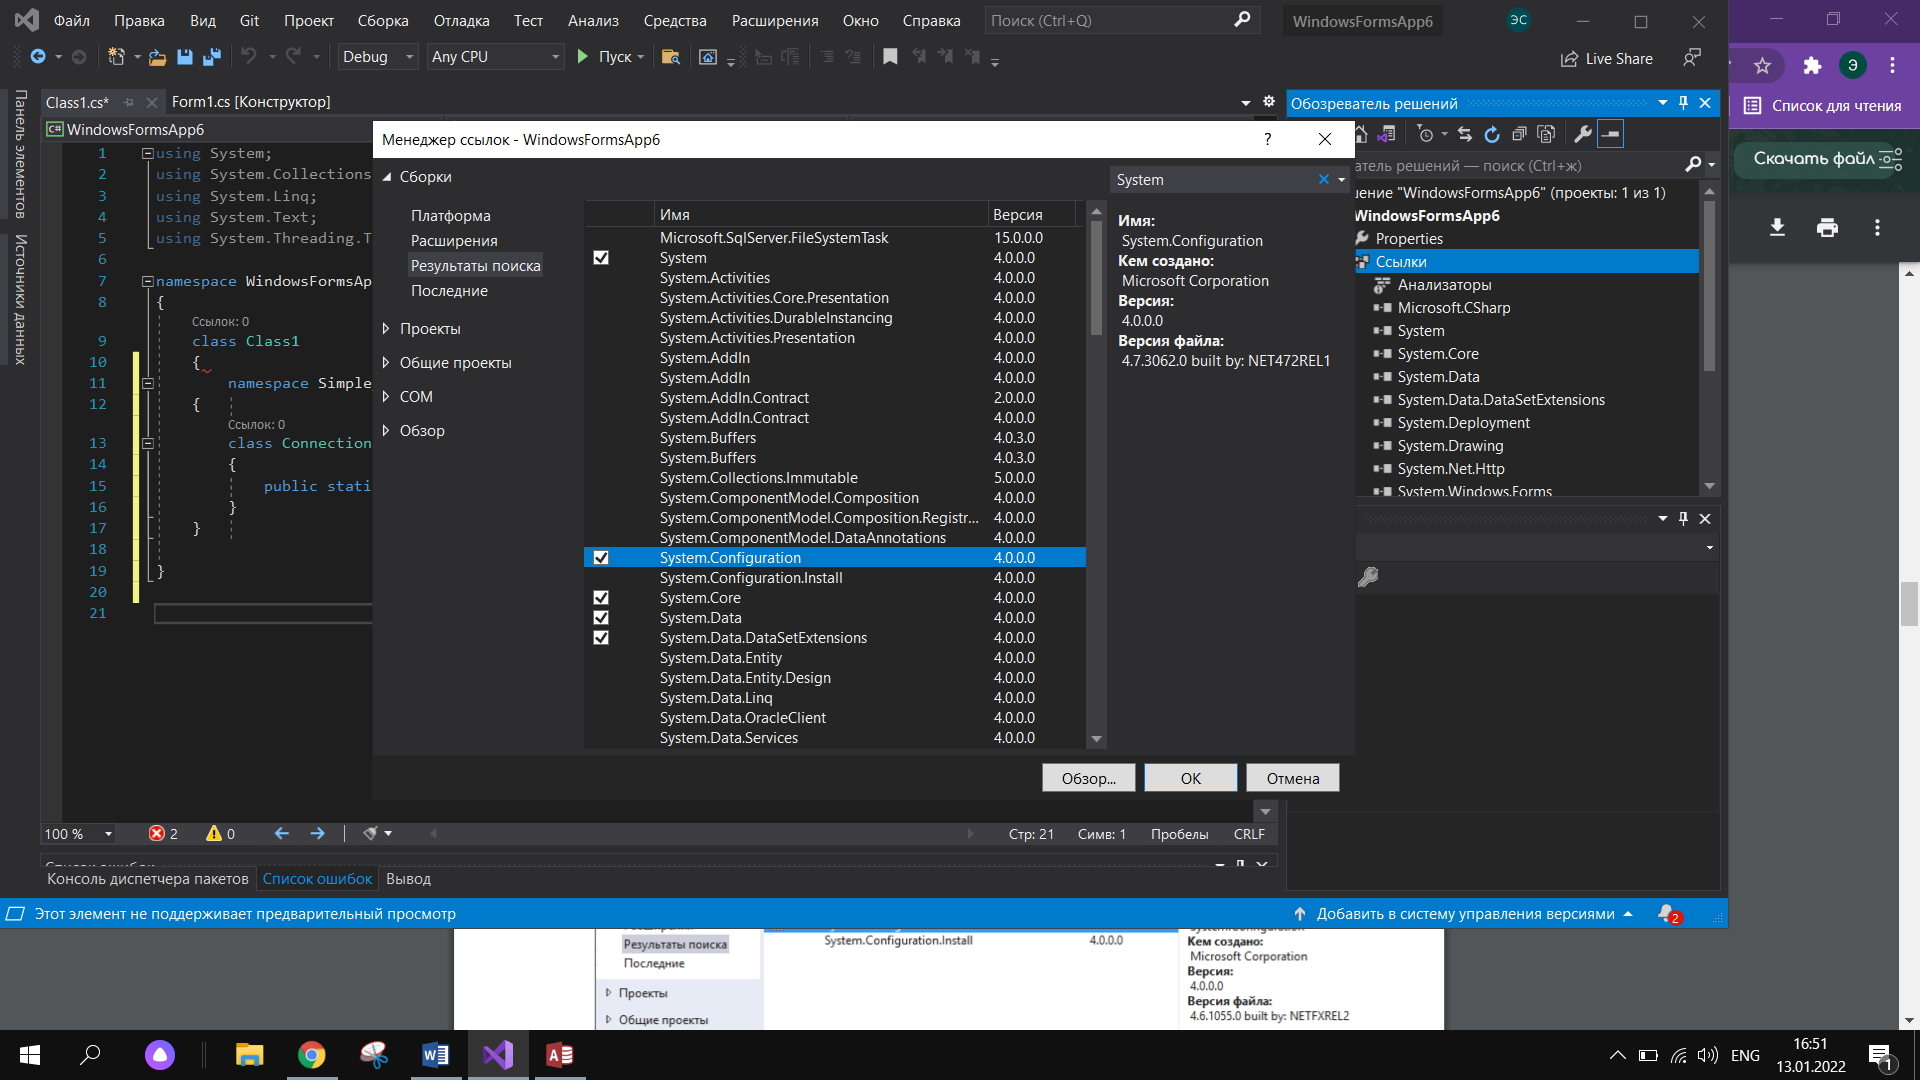 Файл Правка Вид Git Проект Сборка Отладка Тест Анализ Средства Расширения Окно Справка Поиск (Ctrl+Q) WindowsFormsApp6 ЭС
Debug Any CPU Пуск Live Share
Э
Список для чтения
Скачать файл
Панель элементов
Источники данных
Class1.cs* Form1.cs [Конструктор]
C# WindowsFormsApp6
1 using System;
2 using System.Collections
3 using System.Linq;
4 using System.Text;
5 using System.Threading.T
6
7 namespace WindowsFormsAp
8 {
Ссылок: 0
9 class Class1
10 {
11 namespace Simple
12 {
Ссылок: 0
13 class Connection
14 {
15 public stati
16 }
17 }
18
19 }
20
21
Менеджер ссылок - WindowsFormsApp6 ?
Сборки
Платформа
Расширения
Результаты поиска
Последние
Проекты
Общие проекты
COM
Обзор
Имя Версия
Microsoft.SqlServer.FileSystemTask 15.0.0.0
System 4.0.0.0
System.Activities 4.0.0.0
System.Activities.Core.Presentation 4.0.0.0
System.Activities.DurableInstancing 4.0.0.0
System.Activities.Presentation 4.0.0.0
System.AddIn 4.0.0.0
System.AddIn 4.0.0.0
System.AddIn.Contract 2.0.0.0
System.AddIn.Contract 4.0.0.0
System.Buffers 4.0.3.0
System.Buffers 4.0.3.0
System.Collections.Immutable 5.0.0.0
System.ComponentModel.Composition 4.0.0.0
System.ComponentModel.Composition.Registr... 4.0.0.0
System.ComponentModel.DataAnnotations 4.0.0.0
System.Configuration 4.0.0.0
System.Configuration.Install 4.0.0.0
System.Core 4.0.0.0
System.Data 4.0.0.0
System.Data.DataSetExtensions 4.0.0.0
System.Data.Entity 4.0.0.0
System.Data.Entity.Design 4.0.0.0
System.Data.Linq 4.0.0.0
System.Data.OracleClient 4.0.0.0
System.Data.Services 4.0.0.0
System
Имя:
System.Configuration
Кем создано:
Microsoft Corporation
Версия:
4.0.0.0
Версия файла:
4.7.3062.0 built by: NET472REL1
Обзор... ОК Отмена
Обозреватель решений
атель решений — поиск (Ctrl+ж)
ение "WindowsFormsApp6" (проекты: 1 из 1)
WindowsFormsApp6
Properties
Ссылки
Анализаторы
Microsoft.CSharp
System
System.Core
System.Data
System.Data.DataSetExtensions
System.Deployment
System.Drawing
System.Net.Http
System.Windows.Forms
100 % 2 0 Стр: 21 Симв: 1 Пробелы CRLF
Список ошибок
Консоль диспетчера пакетов Список ошибок Вывод
Этот элемент не поддерживает предварительный просмотр Добавить в систему управления версиями 2
Расширения
Результаты поиска
Последние
Проекты
Общие проекты
System.Configuration.Install 4.0.0.0
System.Configuration
Кем создано:
Microsoft Corporation
Версия:
4.0.0.0
Версия файла:
4.6.1055.0 built by: NETFXREL2
ENG
16:51
13.01.2022
1